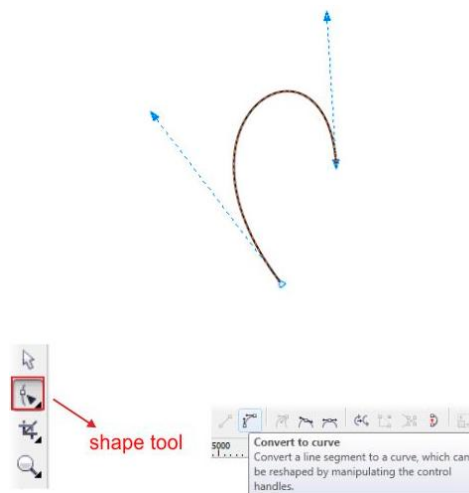 shape tool
5000
Convert to curve
Convert a line segment to a curve, which can
be reshaped by manipulating the control
handles.